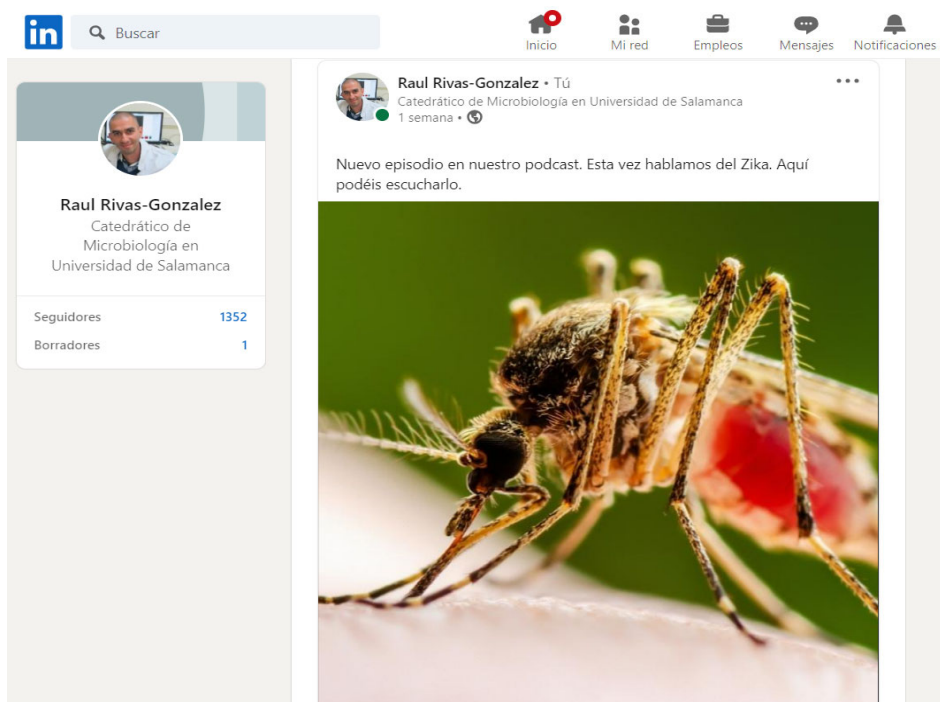 in
Buscar
Inicio
Mi red
Empleos
Mensajes
Notificaciones
Raul Rivas-Gonzalez
Catedrático de
Microbiología en
Universidad de Salamanca
Seguidores 1352
Borradores 1
Raul Rivas-Gonzalez • Tú
Catedrático de Microbiología en Universidad de Salamanca
1 semana •
Nuevo episodio en nuestro podcast. Esta vez hablamos del Zika. Aquí
podéis escucharlo.